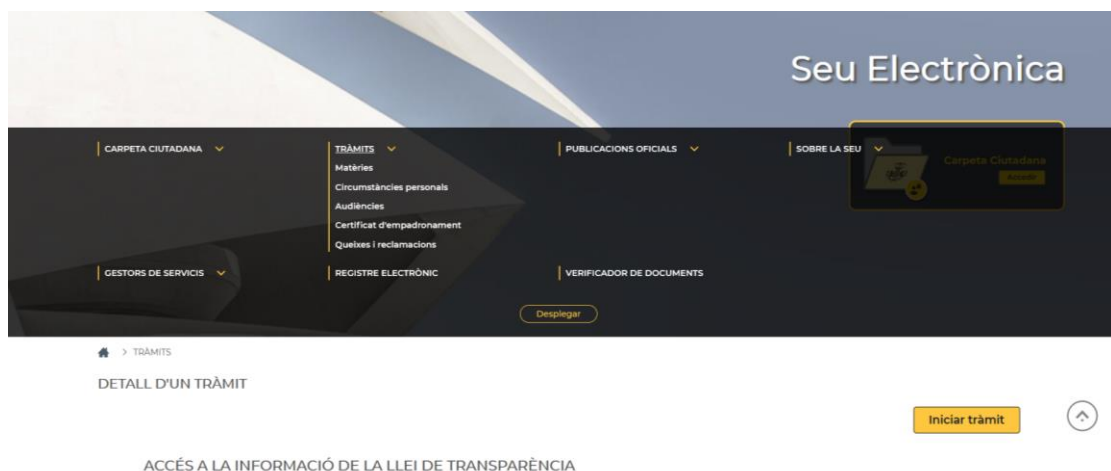 Seu Electrònica
CARPETA CIUTADANA
TRÀMITS
Matèries
Circumstàncies personals
Audiències
Certificat d'empadronament
Queixes i reclamacions
PUBLICACIONS OFICIALS
SOBRE LA SEU
Carpeta Ciutadana
Accedir
GESTORS DE SERVICIS
REGISTRE ELECTRÒNIC
VERIFICADOR DE DOCUMENTS
Desplegar
> TRÀMITS
DETALL D'UN TRÀMIT
Iniciar tràmit
ACCÉS A LA INFORMACIÓ DE LA LLEI DE TRANSPARÈNCIA